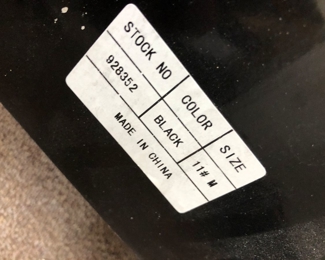 STOCK NO COLOR SIZE
928352 BLACK 11# M
MADE IN CHINA